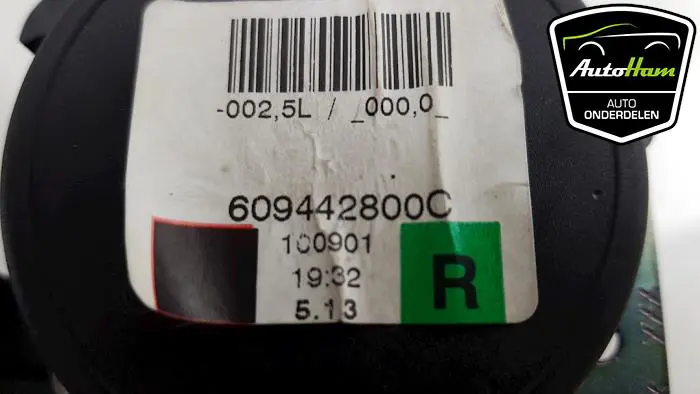 -002,5L / _000,0_
609442800C
100901
19:32
5.13
R
AutoHam
AUTO
ONDERDELEN